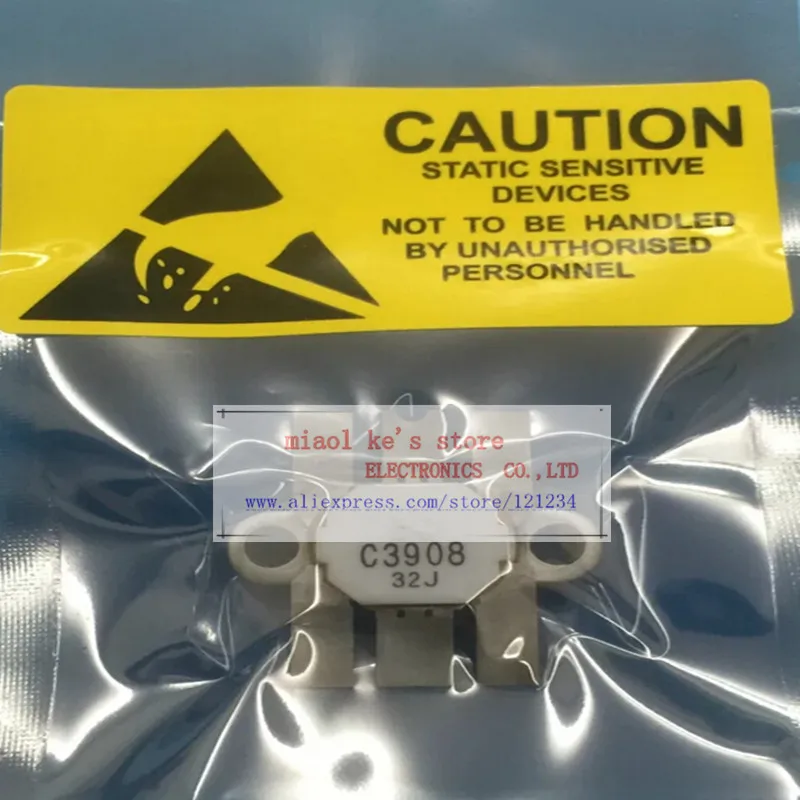 CAUTION
STATIC SENSITIVE
DEVICES
NOT TO BE HANDLED
BY UNAUTHORISED
PERSONNEL
miaol ke's store
ELECTRONICS CO.,LTD
www.aliexpress.com/store/121234
C3908
32J